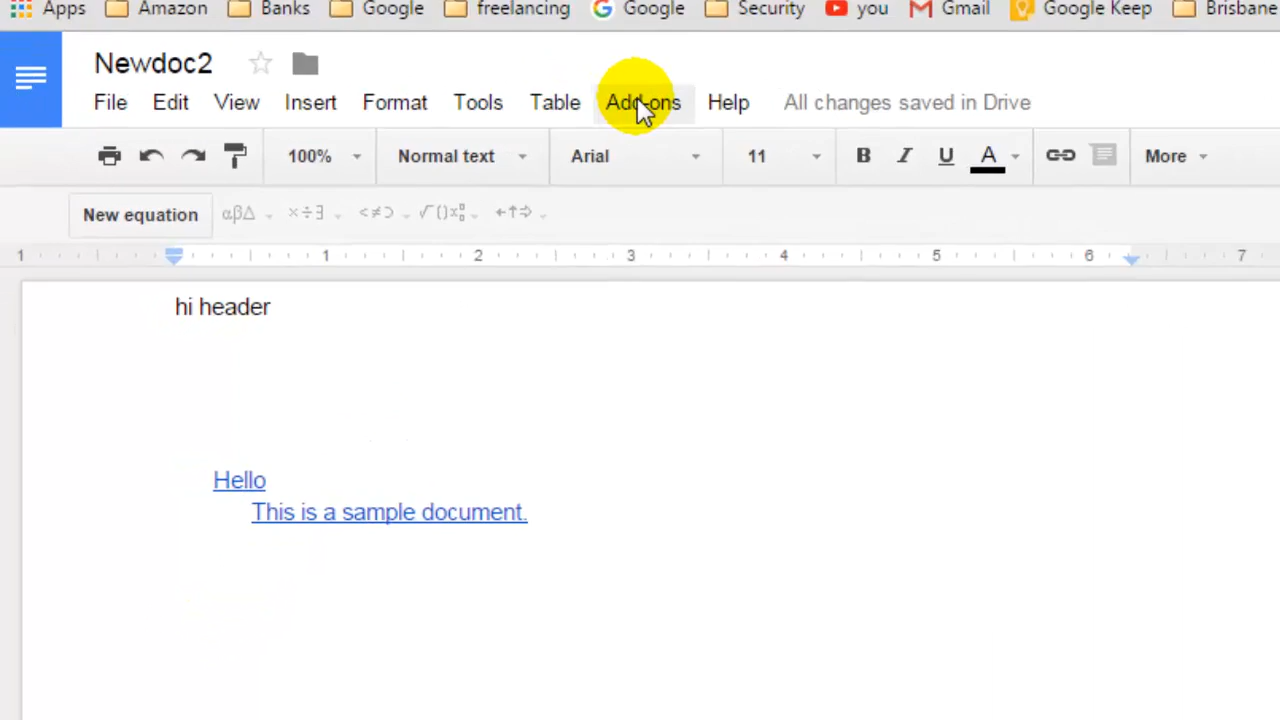 Apps Amazon Banks Google freelancing Google Security you Gmail Google Keep Brisbane
Newdoc2
File Edit View Insert Format Tools Table Add-ons Help All changes saved in Drive
100% Normal text Arial 11 B I U A More
New equation αβΔ ×÷∃ <≠⊃ √()x ←↑⇒
1 1 2 3 4 5 6 7
hi header
Hello
This is a sample document.